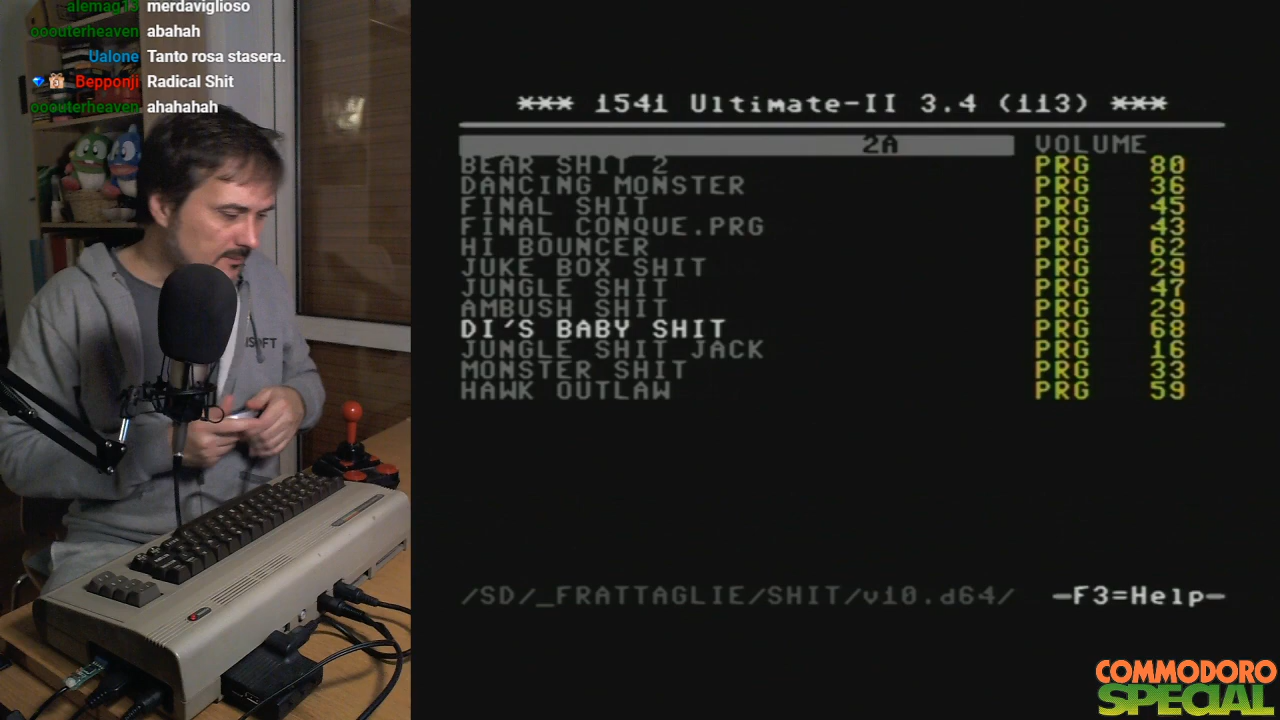 alemag13 merdaviglioso
ooouterheaven abahah
Ualone Tanto rosa stasera.
Bepponji Radical Shit
ooouterheaven ahahahah
*** 1541 Ultimate-II 3.4 (113) ***
2A VOLUME
BEAR SHIT 2 PRG 80
DANCING MONSTER PRG 36
FINAL SHIT PRG 45
FINAL CONQUE.PRG PRG 43
HI BOUNCER PRG 62
JUKE BOX SHIT PRG 29
JUNGLE SHIT PRG 47
AMBUSH SHIT PRG 29
DI'S BABY SHIT PRG 68
JUNGLE SHIT JACK PRG 16
MONSTER SHIT PRG 33
HAWK OUTLAW PRG 59
/SD/_FRATTAGLIE/SHIT/v10.d64/ -F3=Help-
COMMODORO
SPECIAL